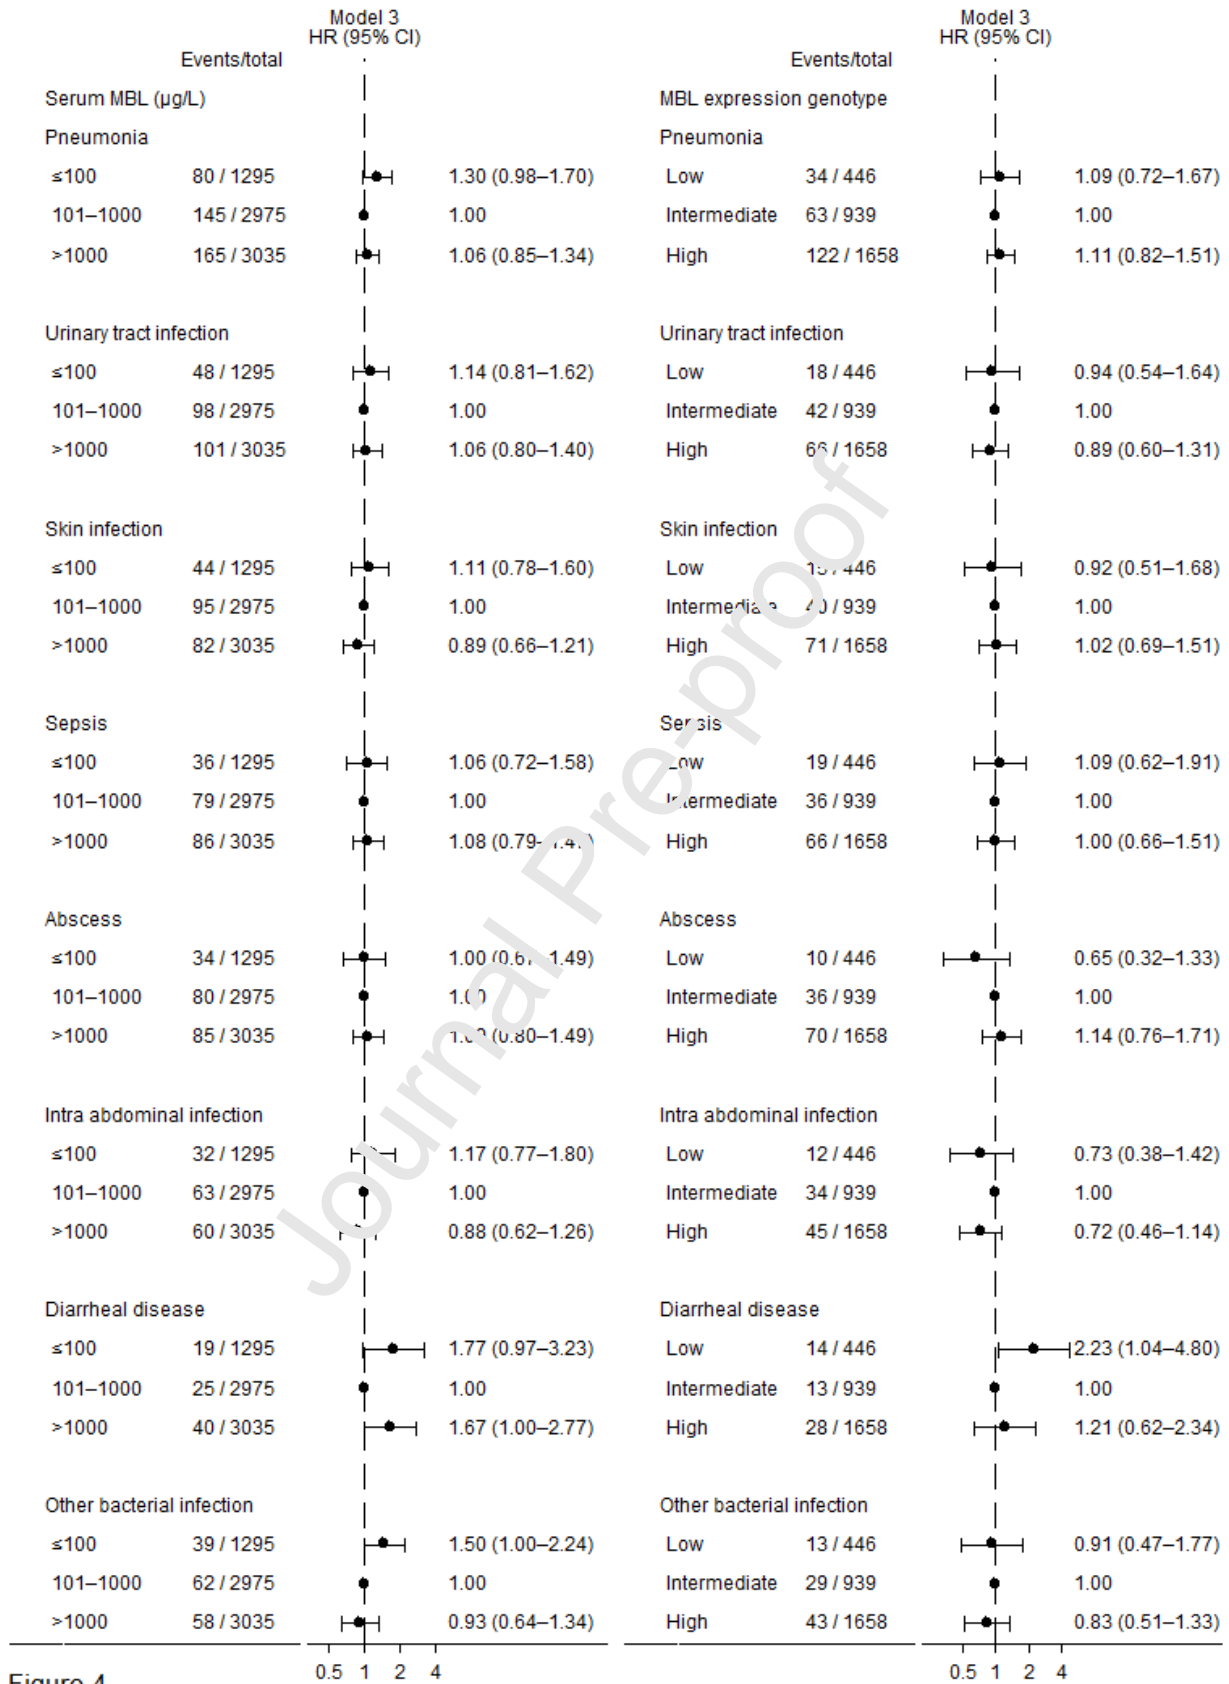 Model 3
HR (95% CI)
Events/total
Serum MBL (µg/L)
Pneumonia
≤100 80 / 1295 1.30 (0.98–1.70)
101–1000 145 / 2975 1.00
>1000 165 / 3035 1.06 (0.85–1.34)
Urinary tract infection
≤100 48 / 1295 1.14 (0.81–1.62)
101–1000 98 / 2975 1.00
>1000 101 / 3035 1.06 (0.80–1.40)
Skin infection
≤100 44 / 1295 1.11 (0.78–1.60)
101–1000 95 / 2975 1.00
>1000 82 / 3035 0.89 (0.66–1.21)
Sepsis
≤100 36 / 1295 1.06 (0.72–1.58)
101–1000 79 / 2975 1.00
>1000 86 / 3035 1.08 (0.79–
Abscess
≤100 34 / 1295 1.00 1.49)
101–1000 80 / 2975 1.00
>1000 85 / 3035 (0.80–1.49)
Intra abdominal infection
≤100 32 / 1295 1.17 (0.77–1.80)
101–1000 63 / 2975 1.00
>1000 60 / 3035 0.88 (0.62–1.26)
Diarrheal disease
≤100 19 / 1295 1.77 (0.97–3.23)
101–1000 25 / 2975 1.00
>1000 40 / 3035 1.67 (1.00–2.77)
Other bacterial infection
≤100 39 / 1295 1.50 (1.00–2.24)
101–1000 62 / 2975 1.00
>1000 58 / 3035 0.93 (0.64–1.34)
0.5 1 2 4
Model 3
HR (95% CI)
Events/total
MBL expression genotype
Pneumonia
Low 34 / 446 1.09 (0.72–1.67)
Intermediate 63 / 939 1.00
High 122 / 1658 1.11 (0.82–1.51)
Urinary tract infection
Low 18 / 446 0.94 (0.54–1.64)
Intermediate 42 / 939 1.00
High 66 / 1658 0.89 (0.60–1.31)
Skin infection
Low / 446 0.92 (0.51–1.68)
Intermediate 40 / 939 1.00
High 71 / 1658 1.02 (0.69–1.51)
Sepsis
Low 19 / 446 1.09 (0.62–1.91)
Intermediate 36 / 939 1.00
High 66 / 1658 1.00 (0.66–1.51)
Abscess
Low 10 / 446 0.65 (0.32–1.33)
Intermediate 36 / 939 1.00
High 70 / 1658 1.14 (0.76–1.71)
Intra abdominal infection
Low 12 / 446 0.73 (0.38–1.42)
Intermediate 34 / 939 1.00
High 45 / 1658 0.72 (0.46–1.14)
Diarrheal disease
Low 14 / 446 2.23 (1.04–4.80)
Intermediate 13 / 939 1.00
High 28 / 1658 1.21 (0.62–2.34)
Other bacterial infection
Low 13 / 446 0.91 (0.47–1.77)
Intermediate 29 / 939 1.00
High 43 / 1658 0.83 (0.51–1.33)
0.5 1 2 4
Journal Pre-proof
Figure 4